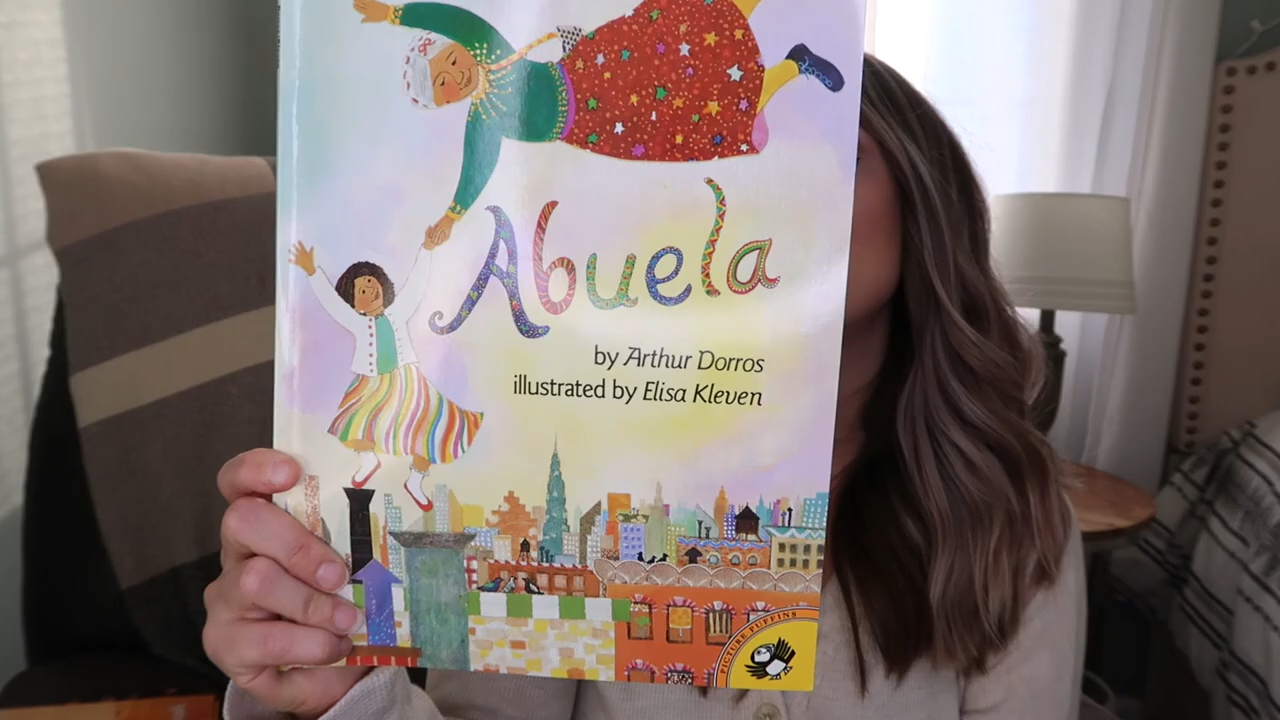 Abuela
by Arthur Dorros
illustrated by Elisa Kleven
PICTURE PUFFINS